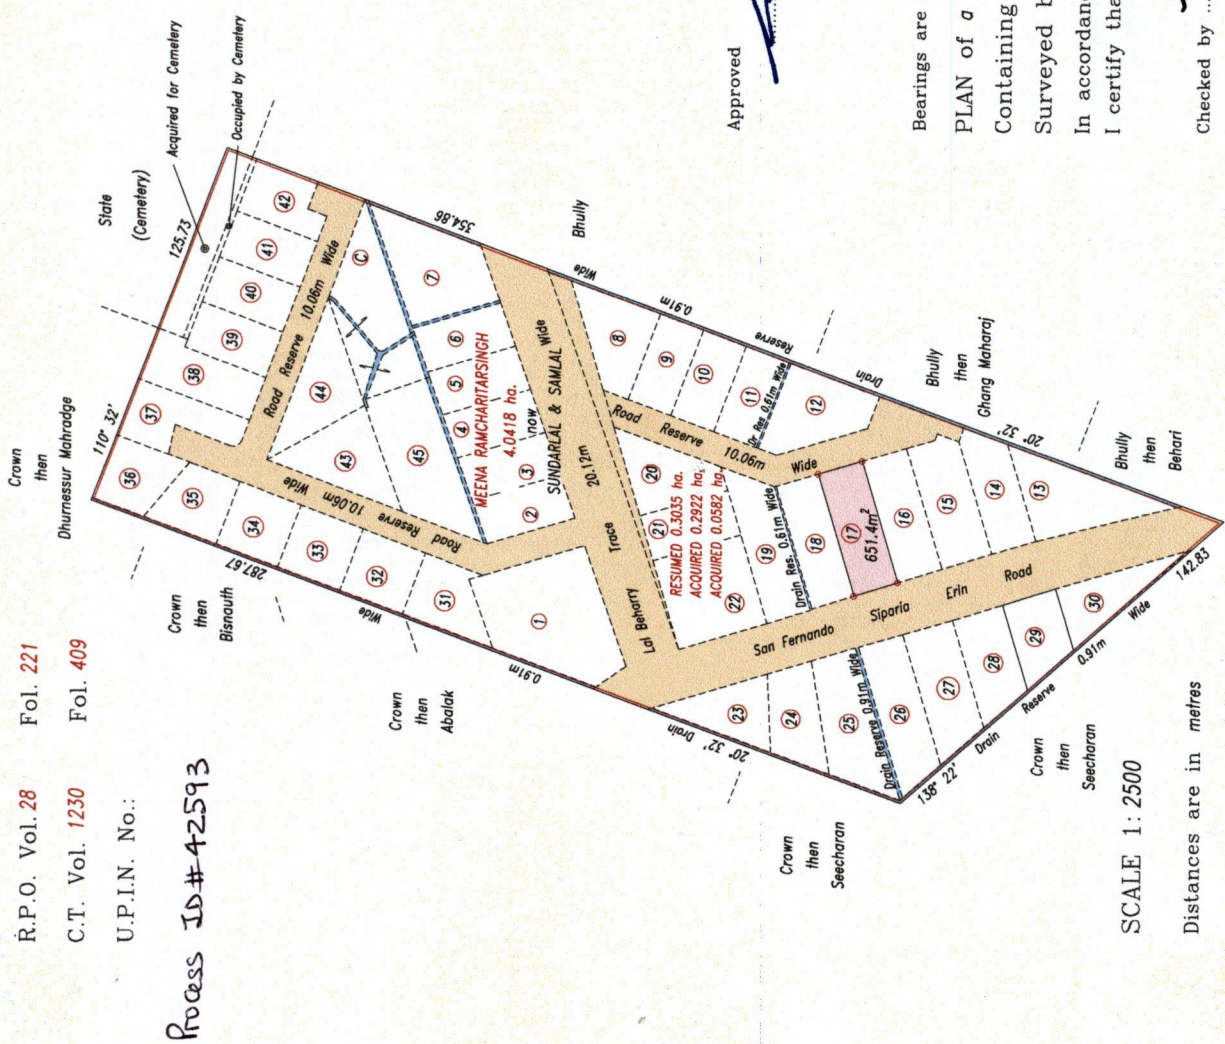 R.P.O. Vol. 28 Fol. 221
C.T. Vol. 1230 Fol. 409
U.P.I.N. No.:
Process ID#42593
Crown
then
Dhurnessur Mahradge
State
(Cemetery)
Acquired for Cemetery
Occupied by Cemetery
110° 32'
125.73
36
37
38
39
40
41
42
35
34
33
32
31
1
Road Reserve 10.06m Wide
Road Reserve 10.06m Wide
44
43
45
C
7
6
5
4
3
2
MEENA RAMCHARITARSINGH
4.0418 ha.
now
SUNDARLAL & SAMLAL
Lal Beharry Trace 20.12m Wide
Crown
then
Bisnauth
287.67
Crown
then
Abalak
Drain 0.91m Wide
20° 32'
354.86
Bhully
Drain Reserve 0.91m Wide
8
9
10
11
12
Dr Res 0.61m Wide
Road Reserve 10.06m Wide
20
21
22
RESUMED 0.3035 ha.
ACQUIRED 0.2922 ha.
ACQUIRED 0.0582 ha.
19
Drain Res. 0.61m Wide
18
17
651.4m²
16
15
14
13
Bhully
then
Ghang Maharaj
20° 32'
Bhully
then
Behari
San Fernando Siparia Erin Road
23
24
25
Drain Reserve 0.91m Wide
26
27
28
29
30
138° 22'
Drain Reserve 0.91m Wide
142.83
Crown
then
Seecharan
Crown
then
Seecharan
SCALE 1:2500
Distances are in metres
Approved
Bearings are
PLAN of a
Containing
Surveyed b
In accordan
I certify tha
Checked by ...